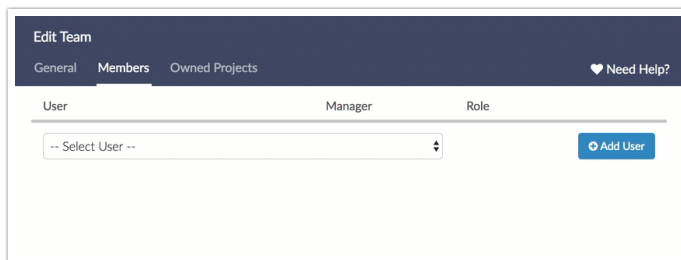 Edit Team
General Members Owned Projects Need Help?
User Manager Role
-- Select User -- Add User